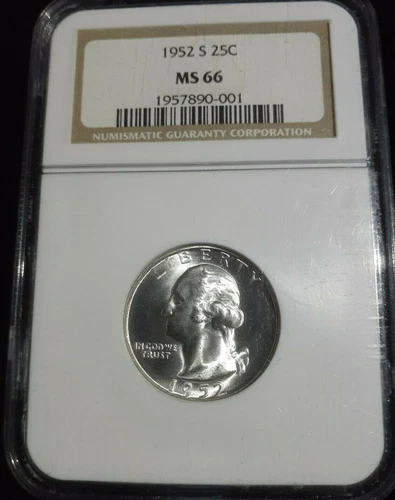 1952 S 25C
MS 66
1957890-001
NUMISMATIC GUARANTY CORPORATION
LIBERTY
IN GOD WE
TRUST
1952